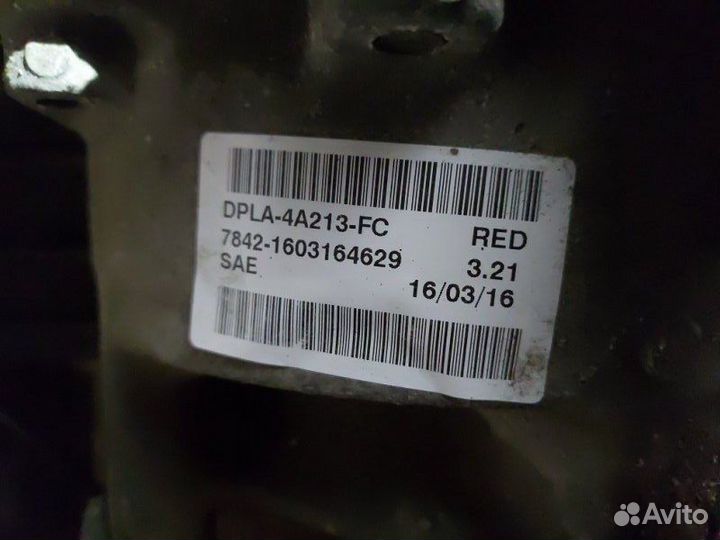 DPLA-4A213-FC RED
7842-1603164629 3.21
SAE 16/03/16
Avito